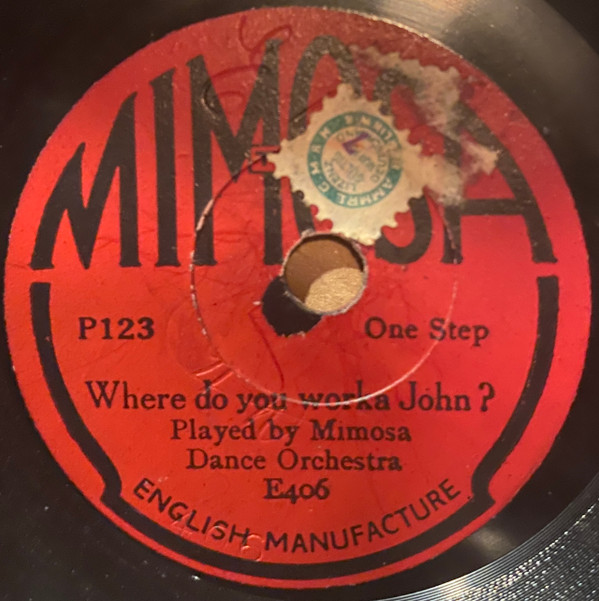 MIMOSA
P123
One Step
Where do you worka John?
Played by Mimosa
Dance Orchestra
E406
ENGLISH MANUFACTURE